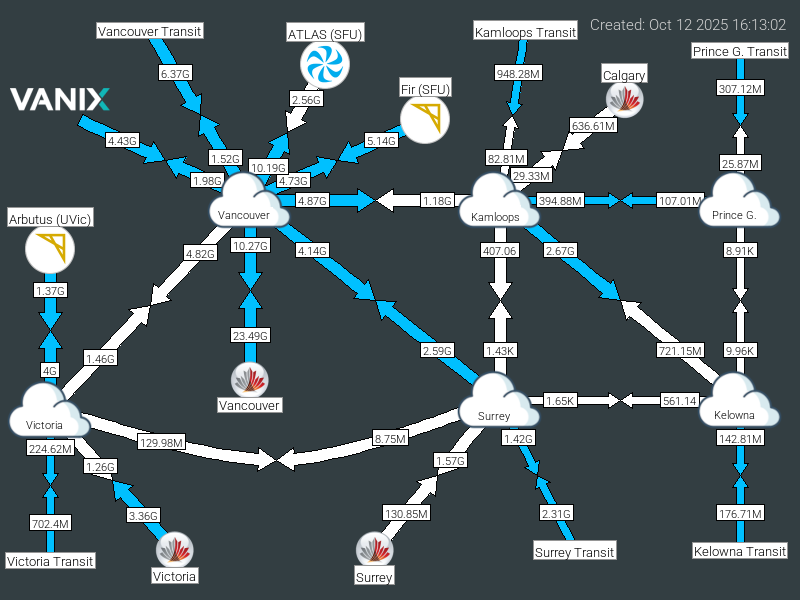 Created: Oct 12 2025 16:13:02
Vancouver Transit
ATLAS (SFU)
Kamloops Transit
Prince G. Transit
6.37G
948.28M
Calgary
307.12M
VANIX
2.56G
Fir (SFU)
636.61M
4.43G
5.14G
1.52G
82.81M
25.87M
10.19G
1.98G
4.73G
29.33M
4.87G
1.18G
394.88M
107.01M
Vancouver
Kamloops
Prince G.
Arbutus (UVic)
10.27G
4.82G
4.14G
407.06
2.67G
8.91K
1.37G
23.49G
1.46G
2.59G
1.43K
721.15M
9.96K
4G
Vancouver
1.65K
561.14
Victoria
Surrey
Kelowna
129.98M
8.75M
1.42G
142.81M
224.62M
1.26G
1.57G
702.4M
3.36G
130.85M
2.31G
176.71M
Victoria Transit
Victoria
Surrey
Surrey Transit
Kelowna Transit